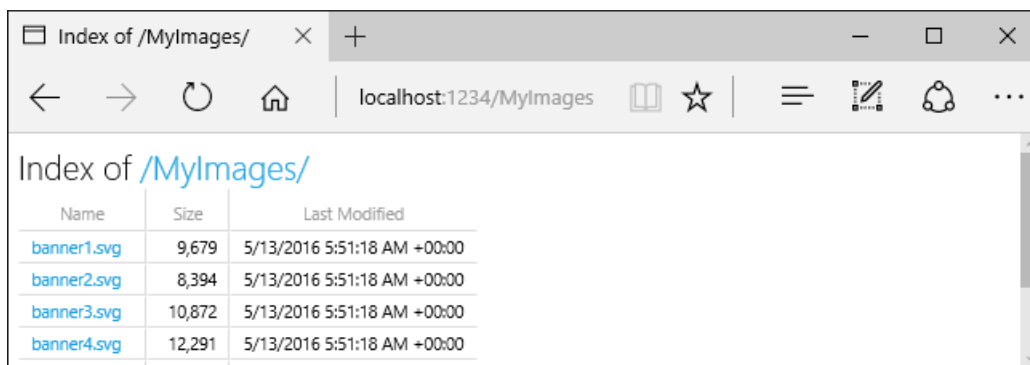 Index of /MyImages/
localhost:1234/MyImages
Index of /MyImages/
Name Size Last Modified
banner1.svg 9,679 5/13/2016 5:51:18 AM +00:00
banner2.svg 8,394 5/13/2016 5:51:18 AM +00:00
banner3.svg 10,872 5/13/2016 5:51:18 AM +00:00
banner4.svg 12,291 5/13/2016 5:51:18 AM +00:00